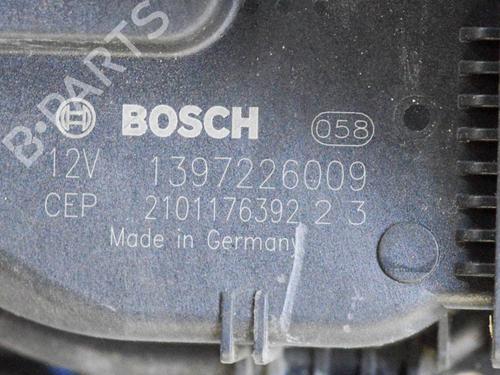 B-PARTS
BOSCH 058
12V 1397226009
CEP 2101176392 2 3
Made in Germany